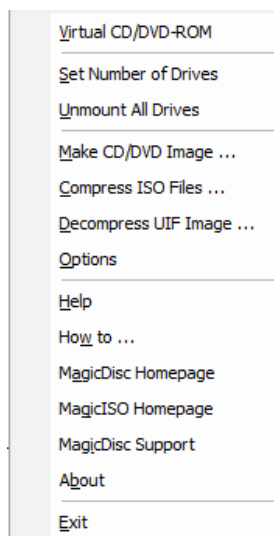 Virtual CD/DVD-ROM
Set Number of Drives
Unmount All Drives
Make CD/DVD Image ...
Compress ISO Files ...
Decompress UIF Image ...
Options
Help
How to ...
MagicDisc Homepage
MagicISO Homepage
MagicDisc Support
About
Exit